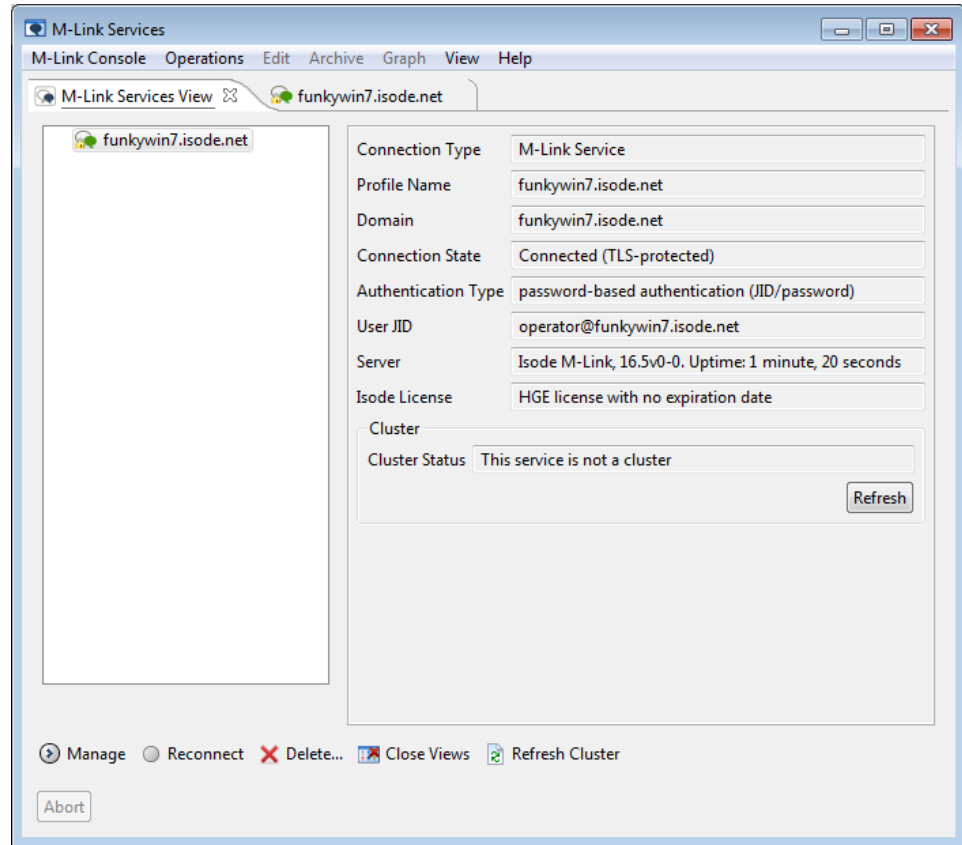 M-Link Services
M-Link Console Operations Edit Archive Graph View Help
M-Link Services View funkywin7.isode.net
funkywin7.isode.net
Connection Type M-Link Service
Profile Name funkywin7.isode.net
Domain funkywin7.isode.net
Connection State Connected (TLS-protected)
Authentication Type password-based authentication (JID/password)
User JID operator@funkywin7.isode.net
Server Isode M-Link, 16.5v0-0. Uptime: 1 minute, 20 seconds
Isode License HGE license with no expiration date
Cluster
Cluster Status This service is not a cluster
Refresh
Manage Reconnect Delete... Close Views Refresh Cluster
Abort